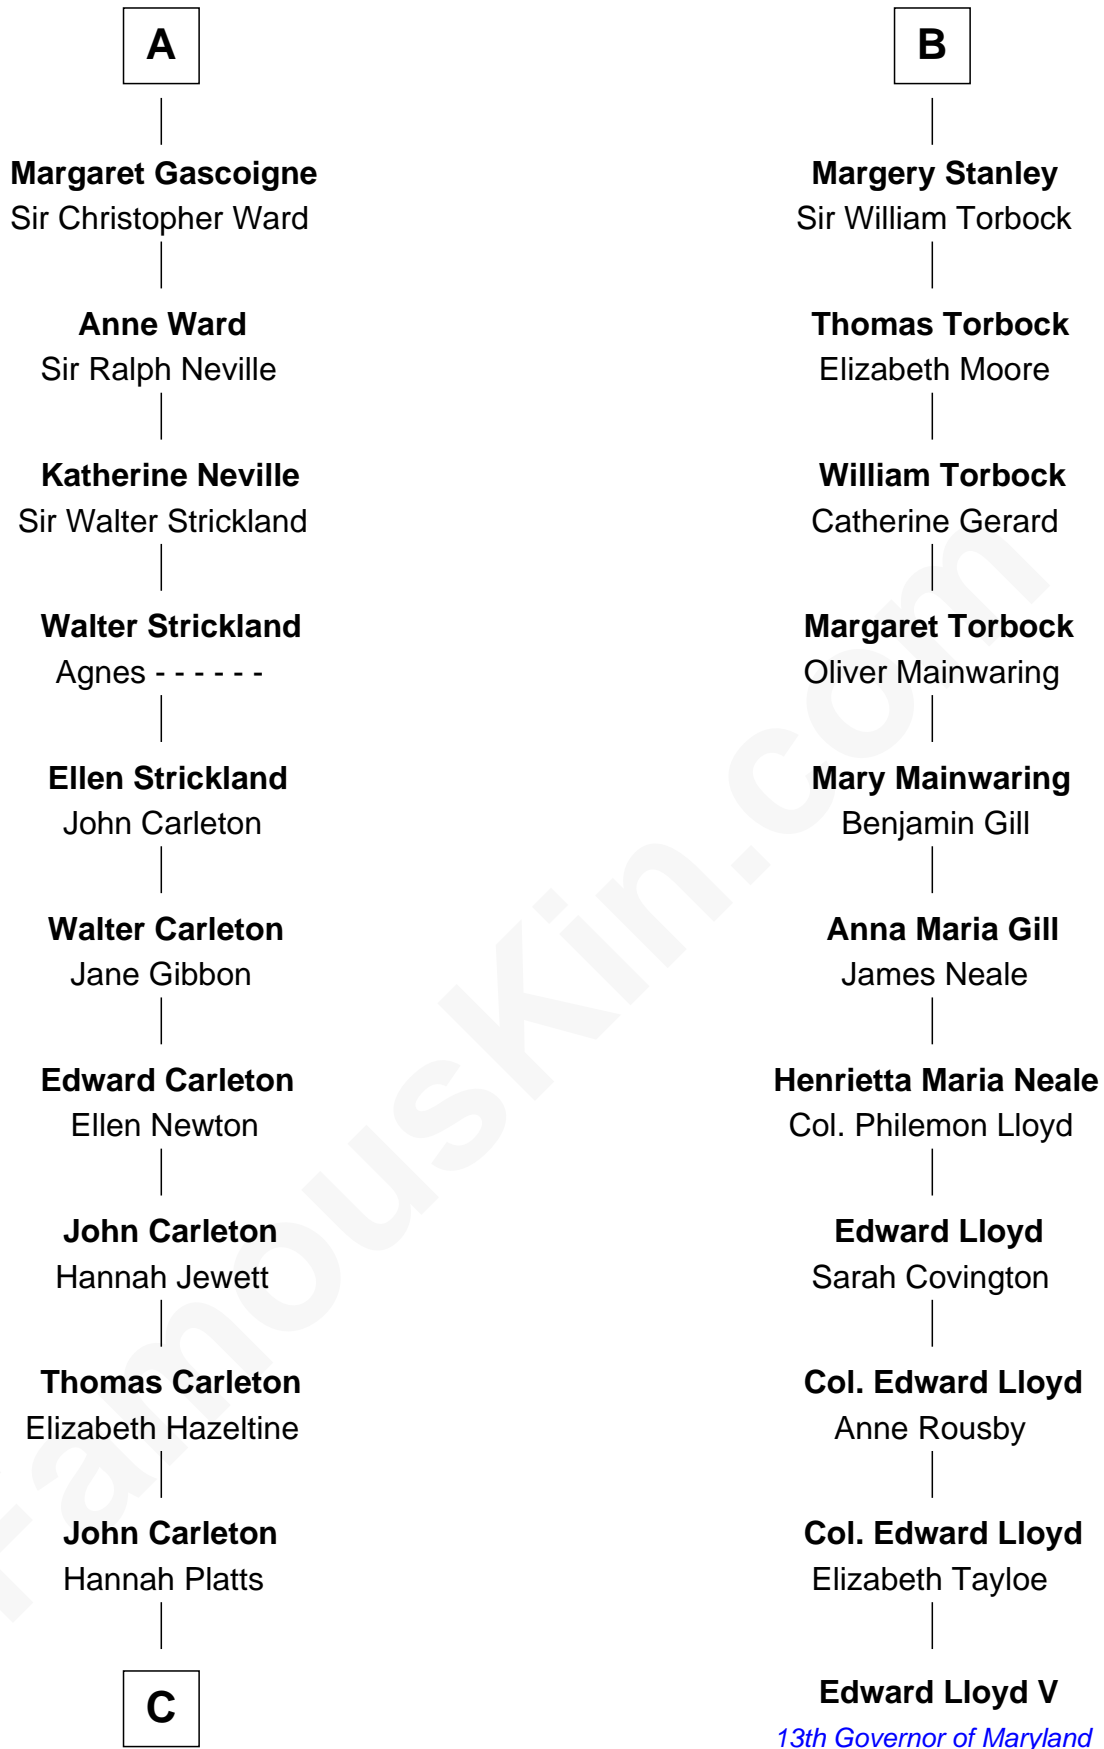 A
Margaret Gascoigne
Sir Christopher Ward
Anne Ward
Sir Ralph Neville
Katherine Neville
Sir Walter Strickland
Walter Strickland
Agnes - - - - - -
Ellen Strickland
John Carleton
Walter Carleton
Jane Gibbon
Edward Carleton
Ellen Newton
John Carleton
Hannah Jewett
Thomas Carleton
Elizabeth Hazeltine
John Carleton
Hannah Platts
C
B
Margery Stanley
Sir William Torbock
Thomas Torbock
Elizabeth Moore
William Torbock
Catherine Gerard
Margaret Torbock
Oliver Mainwaring
Mary Mainwaring
Benjamin Gill
Anna Maria Gill
James Neale
Henrietta Maria Neale
Col. Philemon Lloyd
Edward Lloyd
Sarah Covington
Col. Edward Lloyd
Anne Rousby
Col. Edward Lloyd
Elizabeth Tayloe
Edward Lloyd V
13th Governor of Maryland
FamousKin.com